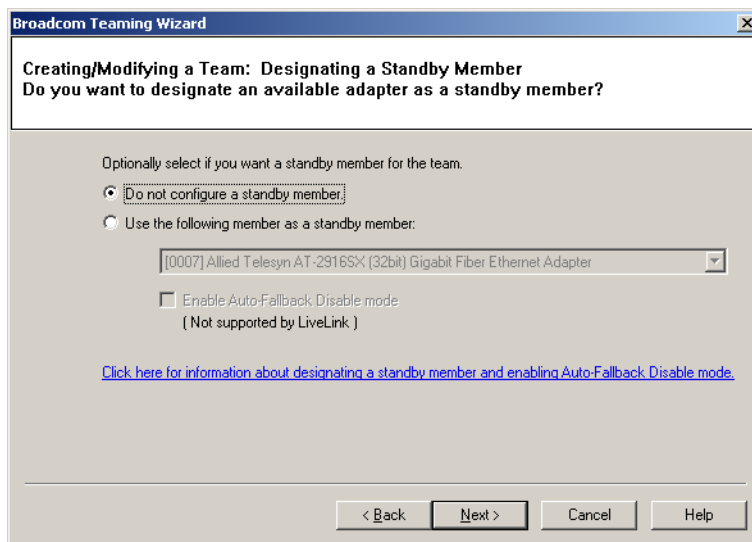 Broadcom Teaming Wizard
Creating/Modifying a Team: Designating a Standby Member
Do you want to designate an available adapter as a standby member?
Optionally select if you want a standby member for the team.
Do not configure a standby member.
Use the following member as a standby member:
[0007] Allied Telesyn AT-2916SX (32bit) Gigabit Fiber Ethernet Adapter
Enable Auto-Fallback Disable mode
( Not supported by LiveLink )
Click here for information about designating a standby member and enabling Auto-Fallback Disable mode.
< Back Next > Cancel Help